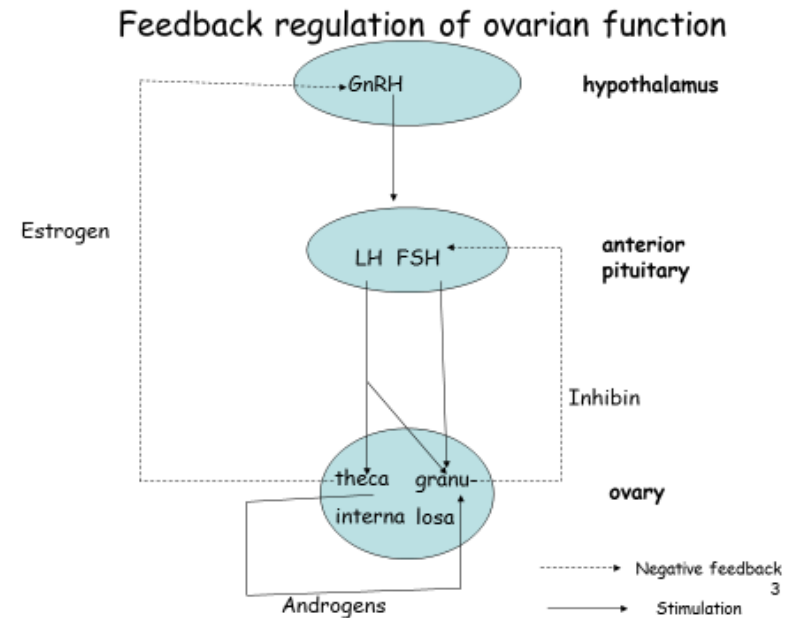 Feedback regulation of ovarian function
GnRH
hypothalamus
Estrogen
LH FSH
anterior
pituitary
Inhibin
theca granu-
interna losa
ovary
Androgens
Negative feedback
3
Stimulation